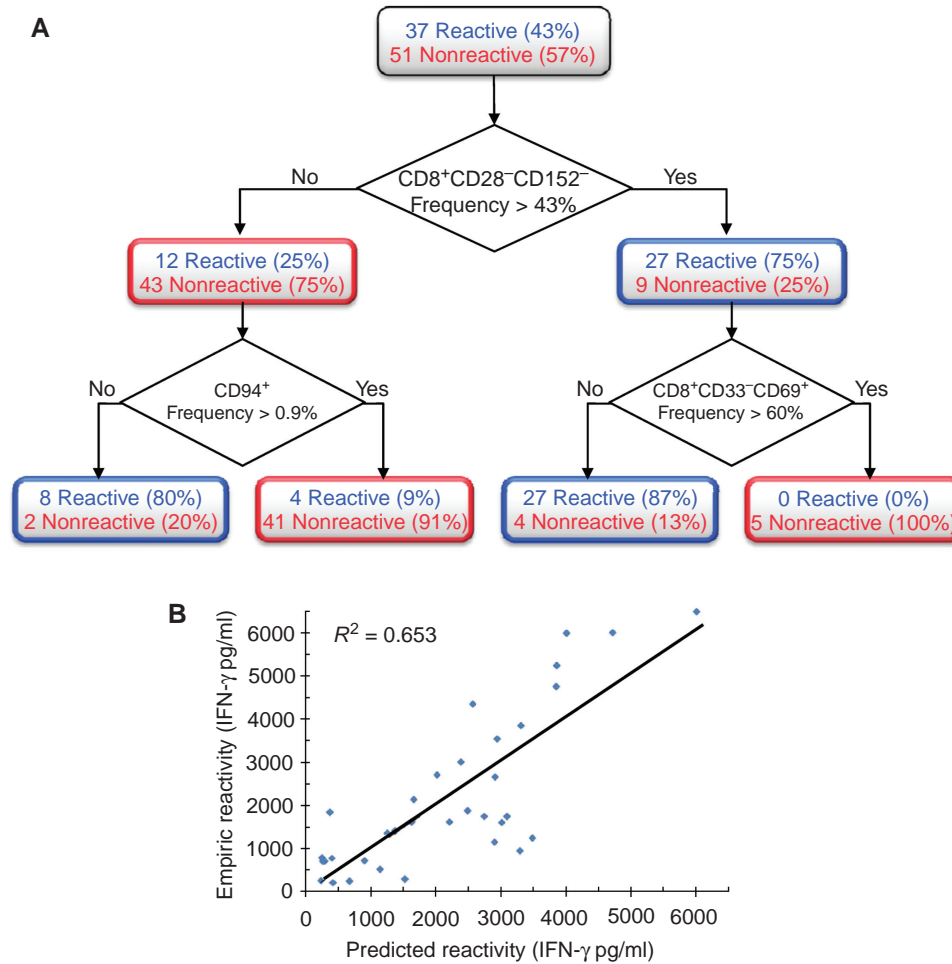 A
37 Reactive (43%)
51 Nonreactive (57%)
No
CD8⁺CD28⁻CD152⁻
Frequency > 43%
Yes
12 Reactive (25%)
43 Nonreactive (75%)
27 Reactive (75%)
9 Nonreactive (25%)
No
CD94⁺
Frequency > 0.9%
Yes
No
CD8⁺CD33⁻CD69⁺
Frequency > 60%
Yes
8 Reactive (80%)
2 Nonreactive (20%)
4 Reactive (9%)
41 Nonreactive (91%)
27 Reactive (87%)
4 Nonreactive (13%)
0 Reactive (0%)
5 Nonreactive (100%)
B
R² = 0.653
Empiric reactivity (IFN-γ pg/ml)
6000
5000
4000
3000
2000
1000
0
0 1000 2000 3000 4000 5000 6000
Predicted reactivity (IFN-γ pg/ml)